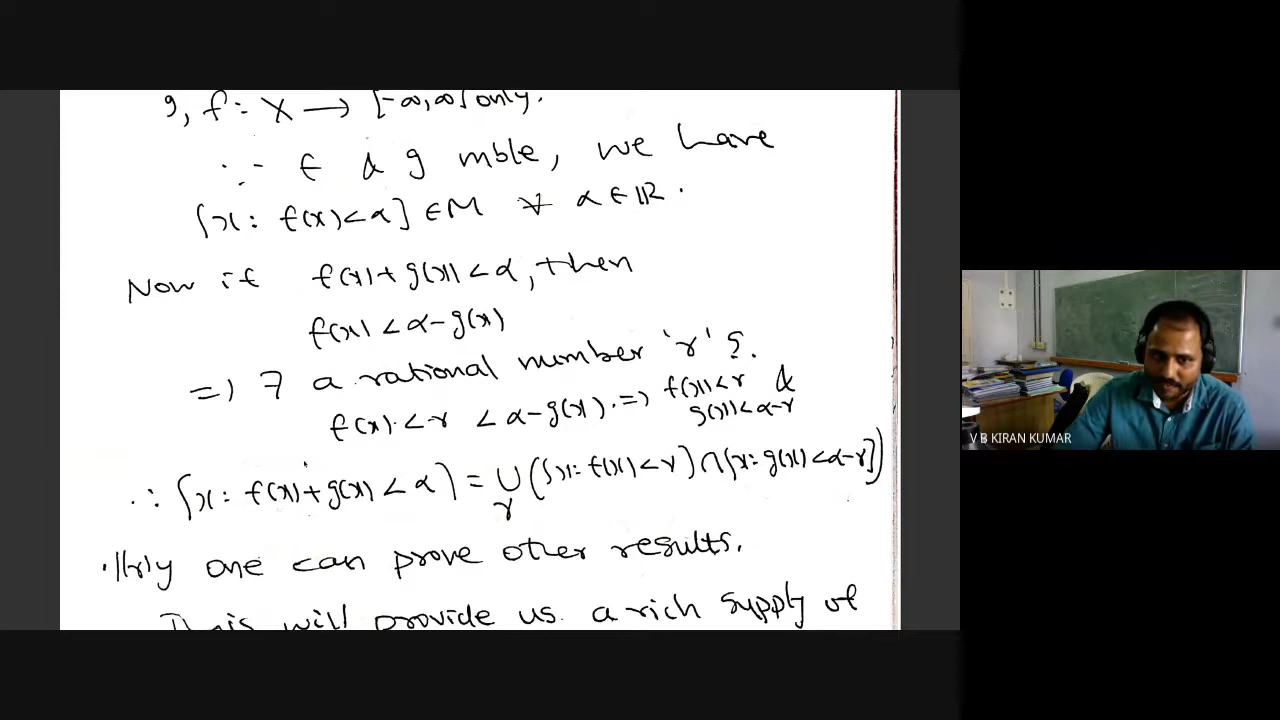 g, f : X → [-∞, ∞] only.
∵ f & g mble, we have
{x : f(x) < α} ∈ M ∀ α ∈ ℝ.
Now if f(x) + g(x) < α, then
f(x) < α - g(x)
=> ∃ a rational number 'r' ?.
f(x) < r < α - g(x). => f(x) < r &
g(x) < α - r
∴ {x : f(x) + g(x) < α} = ∪ ({x : f(x) < r} ∩ {x : g(x) < α - r})
r
|||ly one can prove other results.
This will provide us a rich supply of
V B KIRAN KUMAR